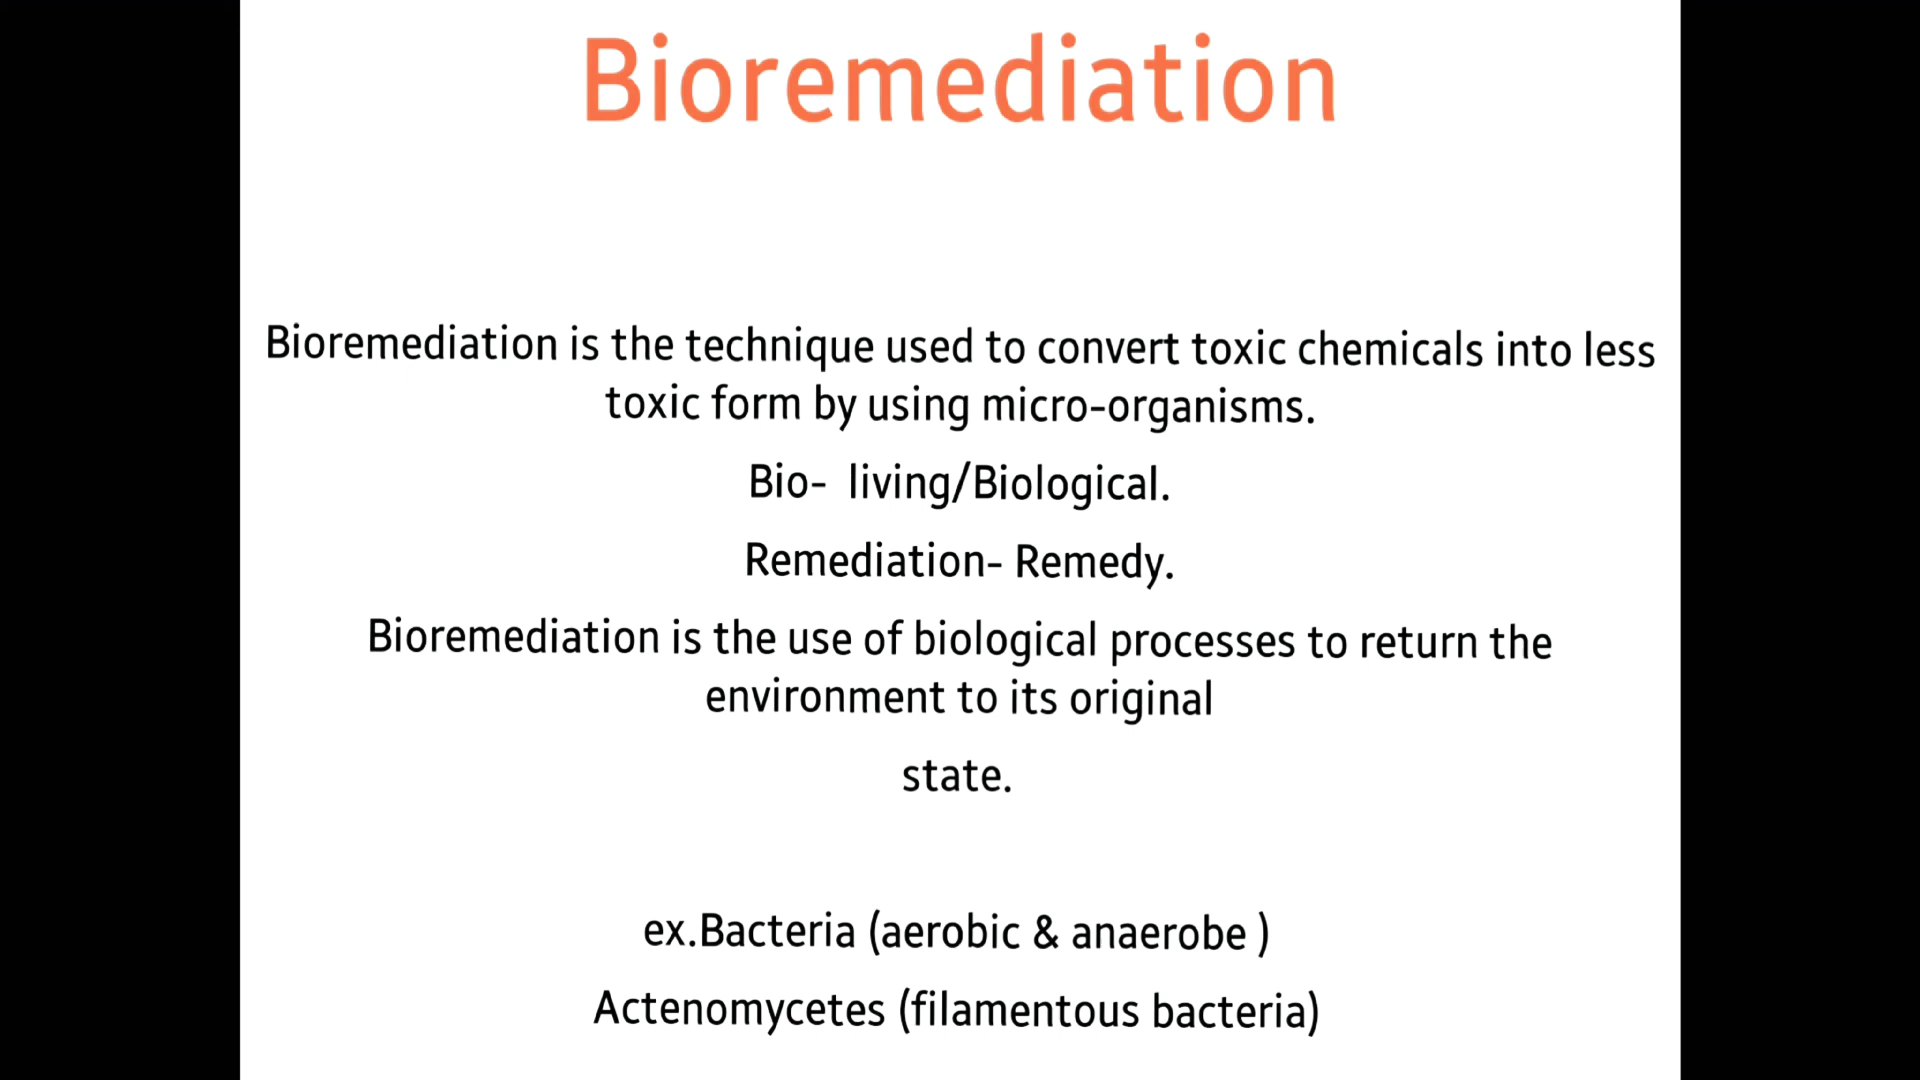 Bioremediation
Bioremediation is the technique used to convert toxic chemicals into less
toxic form by using micro-organisms.
Bio-  living/Biological.
Remediation- Remedy.
Bioremediation is the use of biological processes to return the
environment to its original
state.
ex.Bacteria (aerobic & anaerobe )
Actenomycetes (filamentous bacteria)